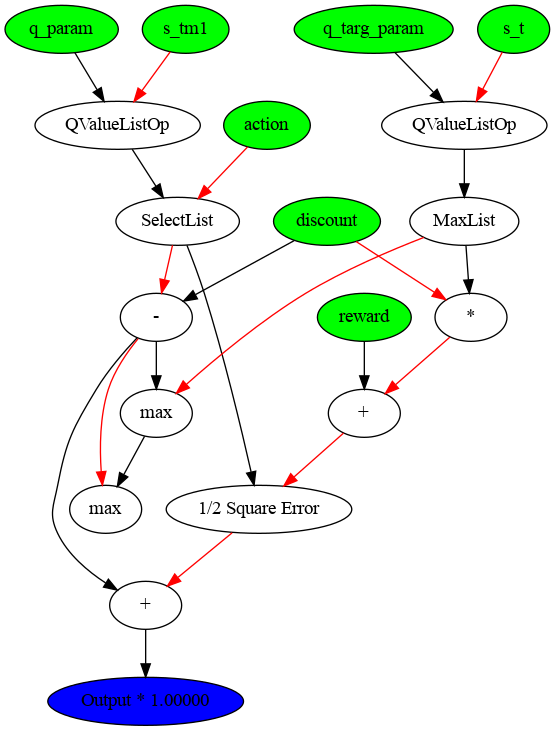 q_param
s_tm1
q_targ_param
s_t
QValueListOp
action
QValueListOp
SelectList
discount
MaxList
-
reward
*
max
+
max
1/2 Square Error
+
Output * 1.00000